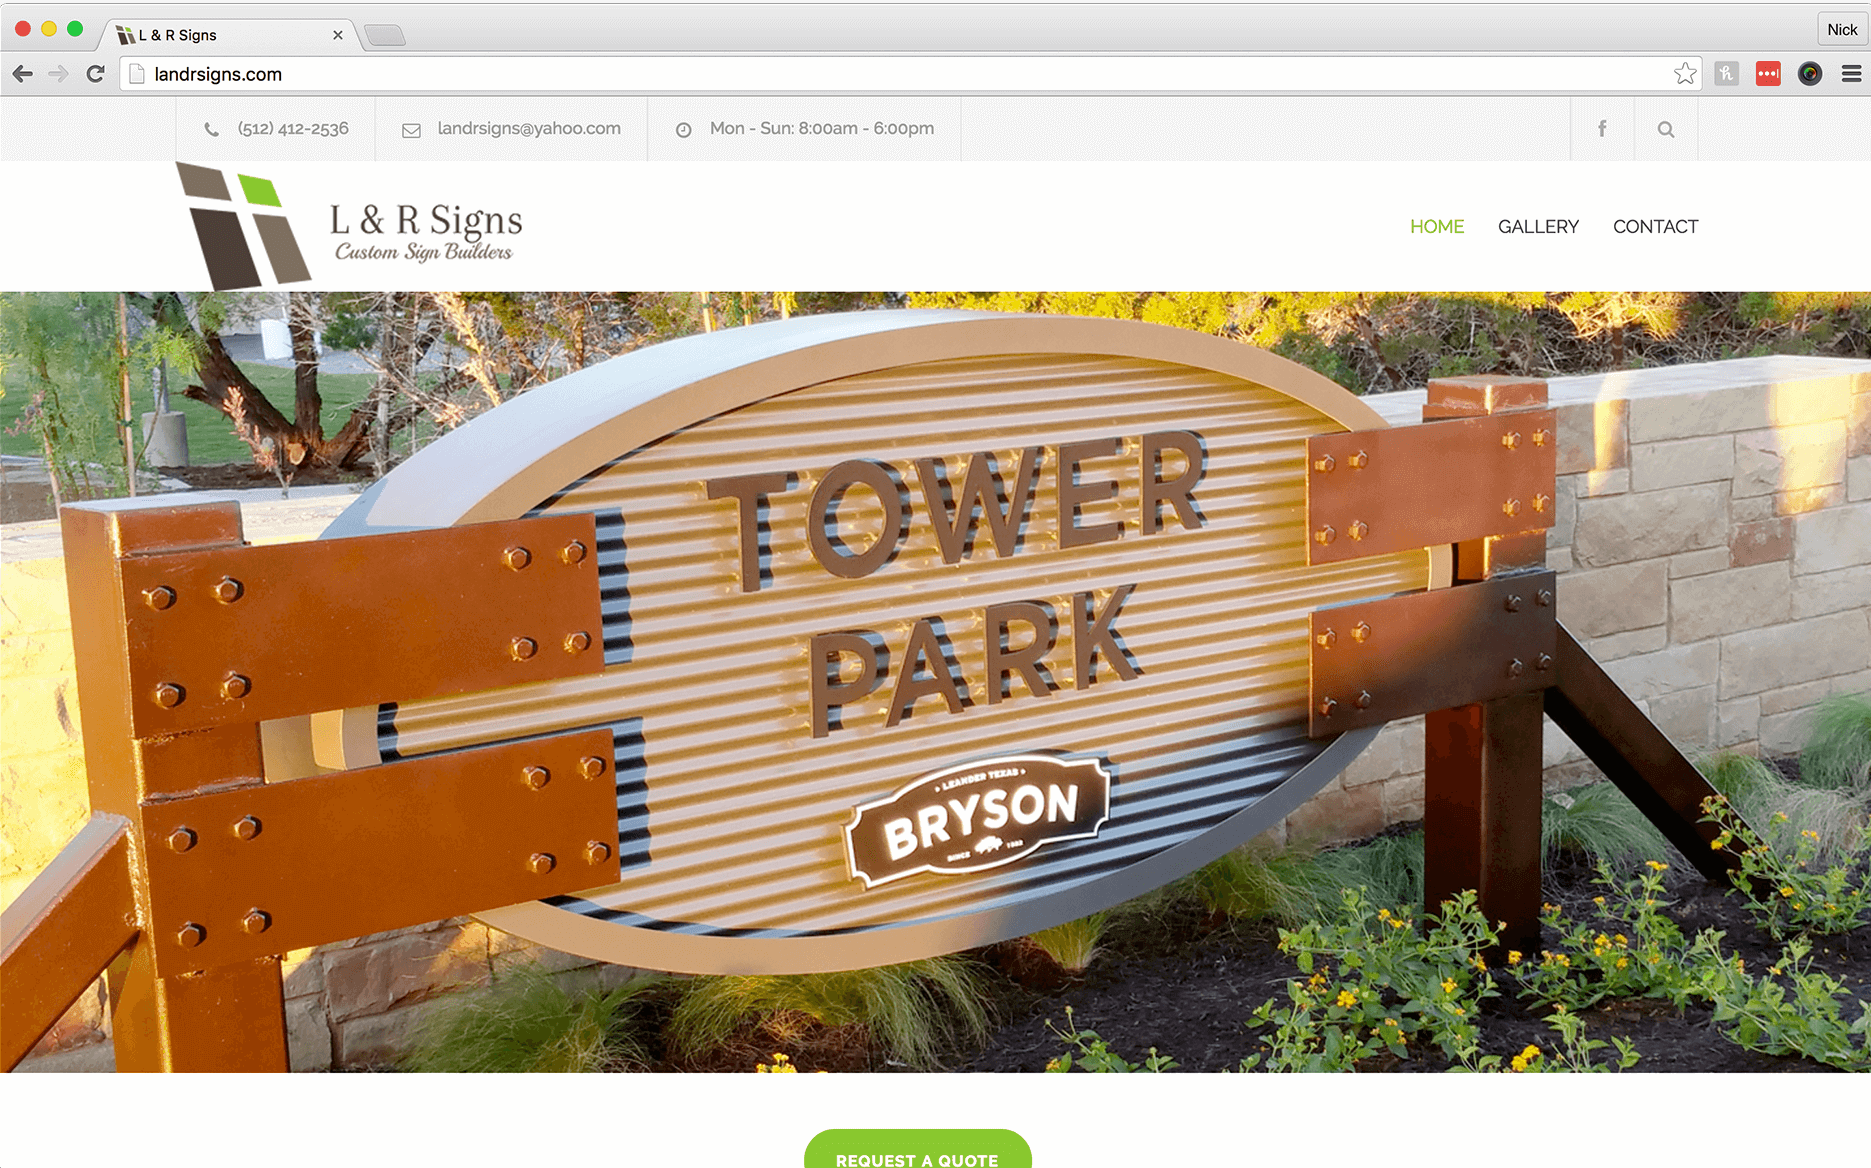 L & R Signs
Nick
landrsigns.com
(512) 412-2536
landrsigns@yahoo.com
Mon - Sun: 8:00am - 6:00pm
L & R Signs
Custom Sign Builders
HOME
GALLERY
CONTACT
TOWER
PARK
• LEANDER TEXAS •
BRYSON
SINCE 1882
REQUEST A QUOTE